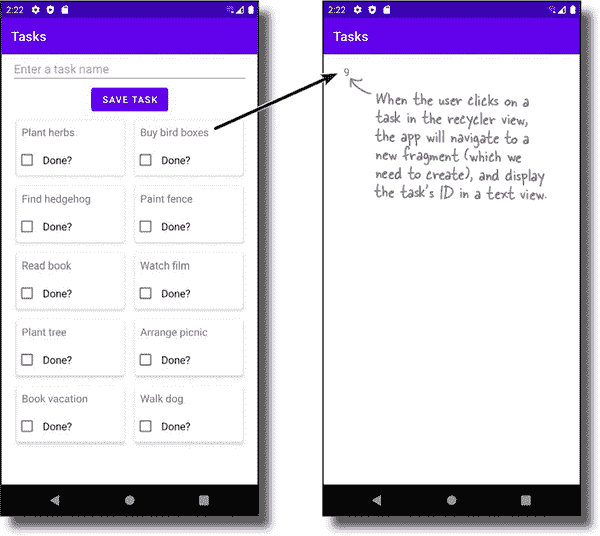 2:22
Tasks
Enter a task name
SAVE TASK
Plant herbs
Done?
Buy bird boxes
Done?
Find hedgehog
Done?
Paint fence
Done?
Read book
Done?
Watch film
Done?
Plant tree
Done?
Arrange picnic
Done?
Book vacation
Done?
Walk dog
Done?
2:22
Tasks
9
When the user clicks on a
task in the recycler view,
the app will navigate to a
new fragment (which we
need to create), and display
the task's ID in a text view.